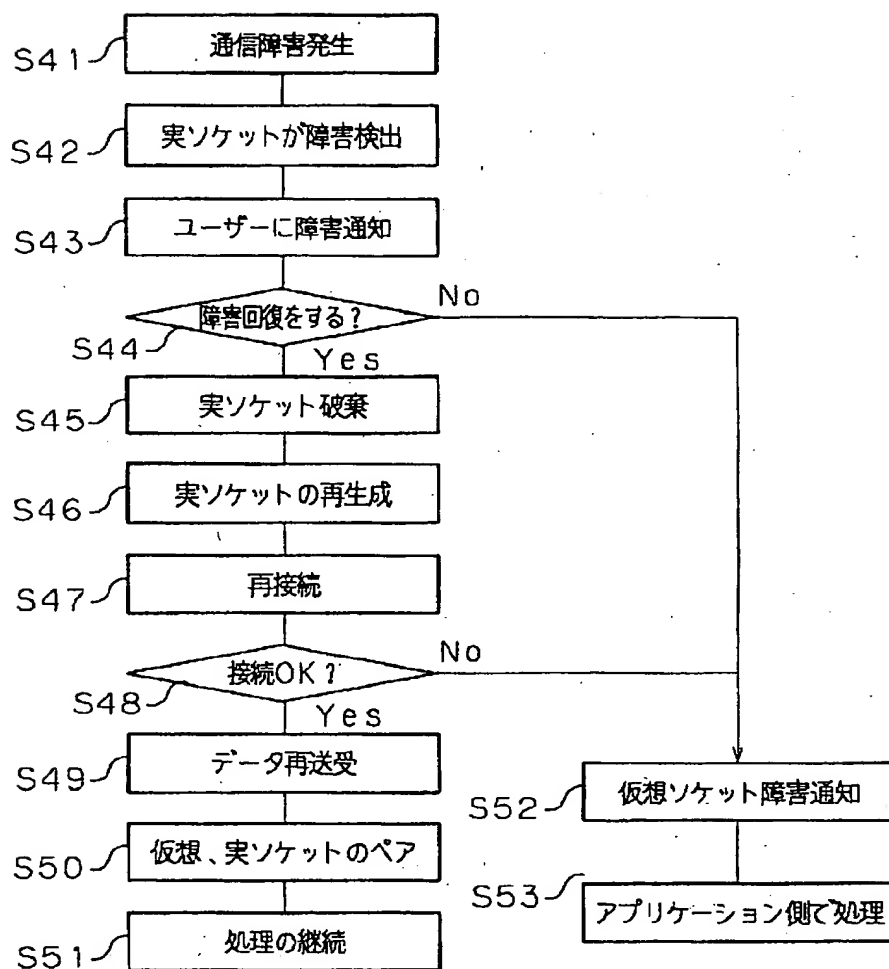 S41 通信障害発生
S42 実ソケットが障害検出
S43 ユーザーに障害通知
S44 障害回復をする? No
Yes
S45 実ソケット破棄
S46 実ソケットの再生成
S47 再接続
S48 接続OK? No
Yes
S49 データ再送受
S50 仮想、実ソケットのペア
S51 処理の継続
S52 仮想ソケット障害通知
S53 アプリケーション側で処理